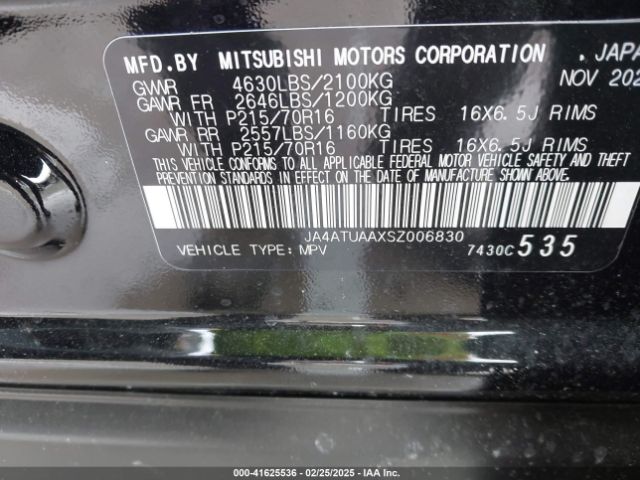 MFD.BY MITSUBISHI MOTORS CORPORATION . JAPA
GVWR 4630LBS/2100KG NOV 202
GAWR FR 2646LBS/1200KG
WITH P215/70R16 TIRES 16X6.5J RIMS
GAWR RR 2557LBS/1160KG
WITH P215/70R16 TIRES 16X6.5J RIMS
THIS VEHICLE CONFORMS TO ALL APPLICABLE FEDERAL MOTOR VEHICLE SAFETY AND THEFT
PREVENTION STANDARDS IN EFFECT ON THE DATE OF MANUFACTURE SHOWN ABOVE.
JA4ATUAAXSZ006830
VEHICLE TYPE: MPV 7430C 535
000-41625536 - 02/25/2025 - IAAI.com